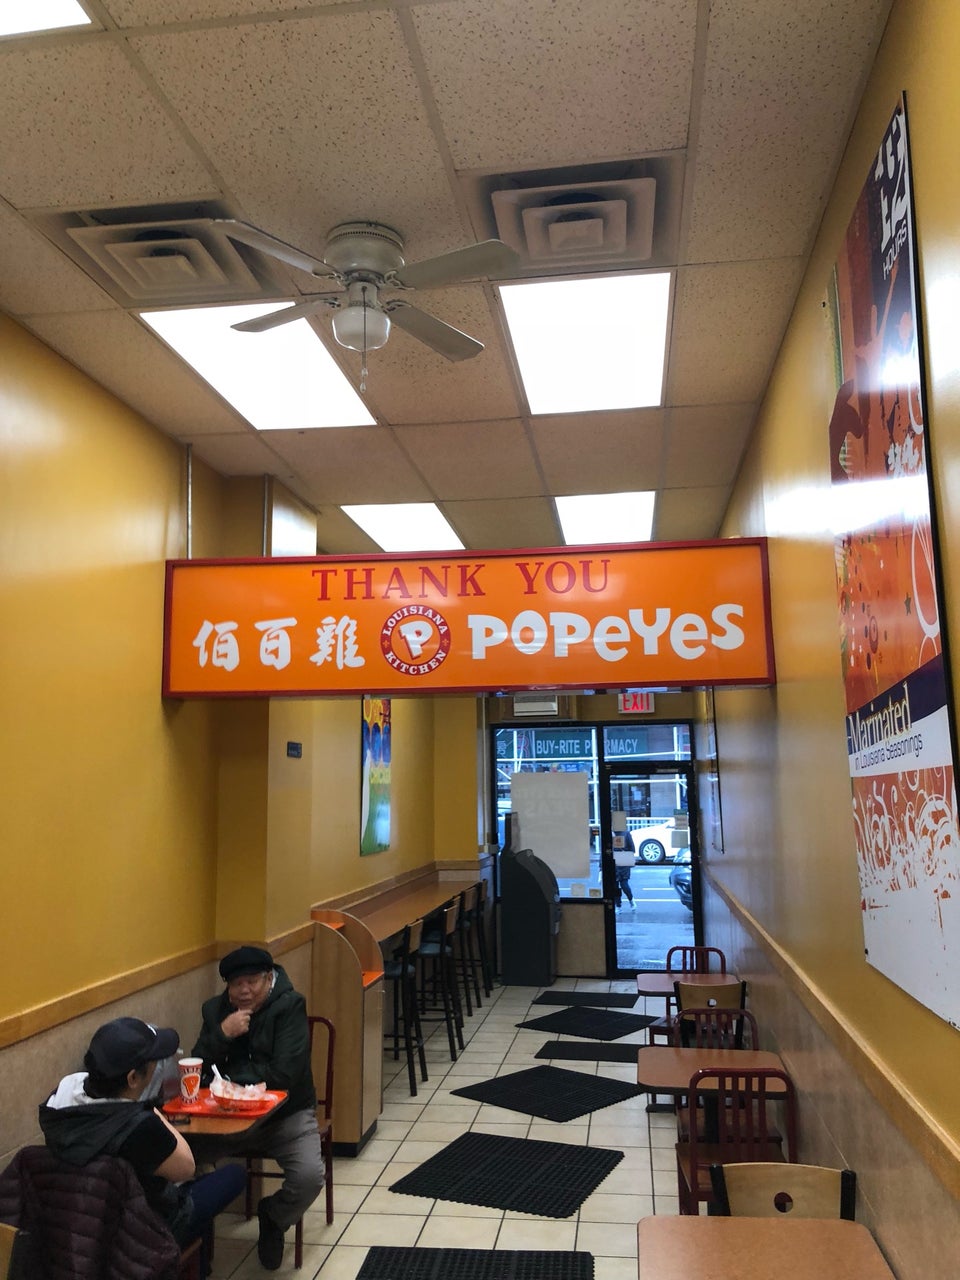 THANK YOU
佰百雞 LOUISIANA KITCHEN P POPEYES
EXIT
BUY-RITE PHARMACY
HOURS
Marinated
in Louisiana Seasonings